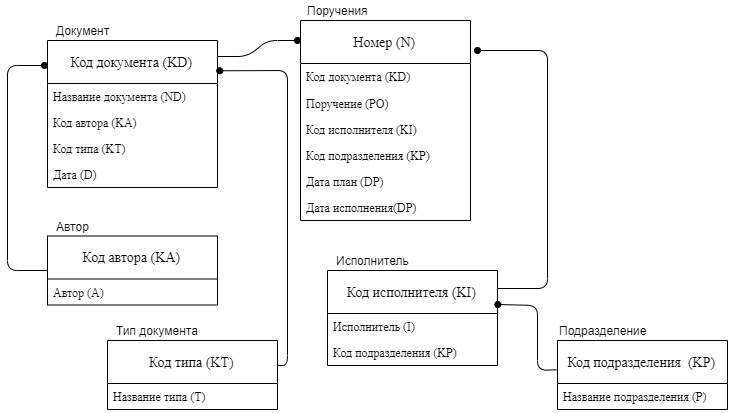 Документ
Код документа (KD)
Название документа (ND)
Код автора (KA)
Код типа (KT)
Дата (D)
Поручения
Номер (N)
Код документа (KD)
Поручение (PO)
Код исполнителя (KI)
Код подразделения (KP)
Дата план (DP)
Дата исполнения(DP)
Автор
Код автора (KA)
Автор (A)
Исполнитель
Код исполнителя (KI)
Исполнитель (I)
Код подразделения (KP)
Тип документа
Код типа (KT)
Название типа (T)
Подразделение
Код подразделения (KP)
Название подразделения (P)